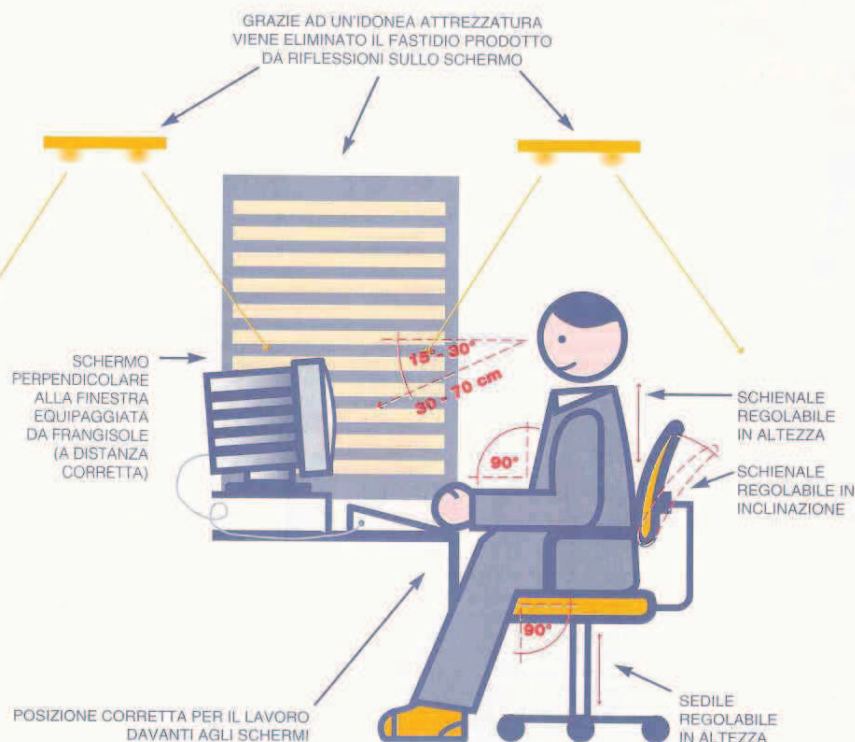 GRAZIE AD UN'IDONEA ATTREZZATURA
VIENE ELIMINATO IL FASTIDIO PRODOTTO
DA RIFLESSIONI SULLO SCHERMO
SCHERMO
PERPENDICOLARE
ALLA FINESTRA
EQUIPAGGIATA
DA FRANGISOLE
(A DISTANZA
CORRETTA)
15°- 30°
30 - 70 cm
90°
SCHIENALE
REGOLABILE
IN ALTEZZA
SCHIENALE
REGOLABILE IN
INCLINAZIONE
90°
POSIZIONE CORRETTA PER IL LAVORO
DAVANTI AGLI SCHERMI
SEDILE
REGOLABILE
IN ALTEZZA